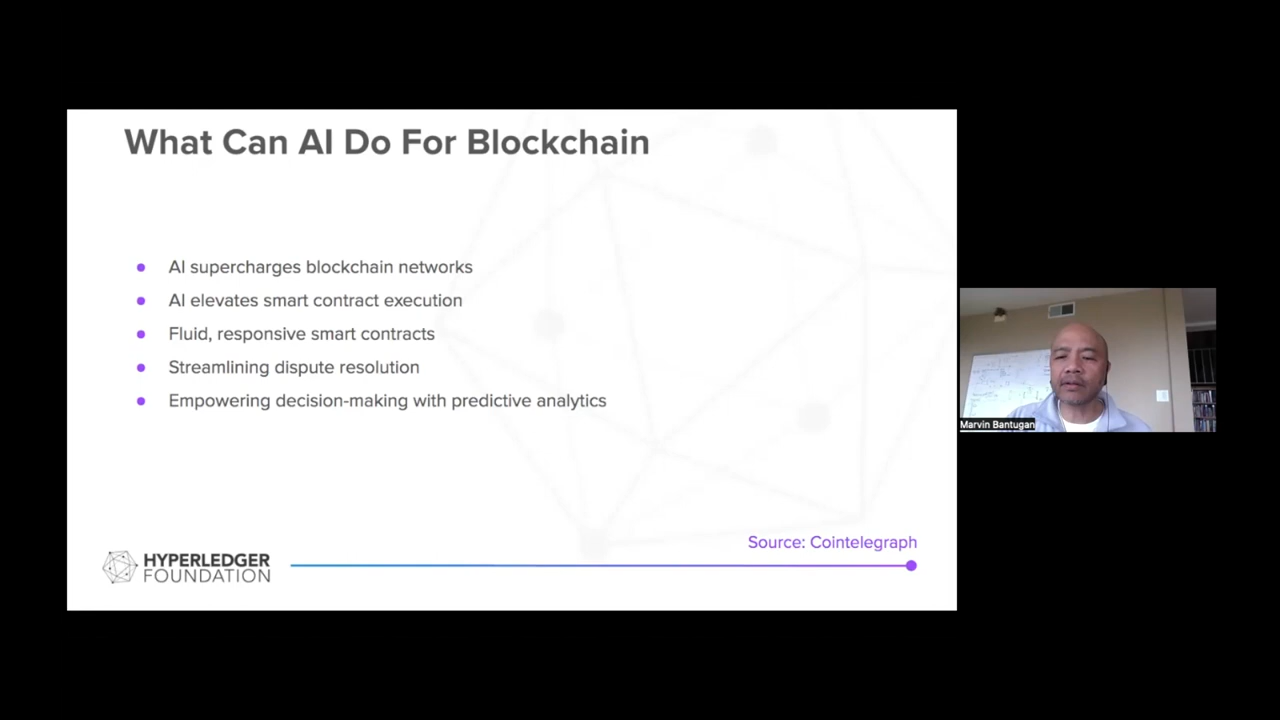 What Can AI Do For Blockchain
AI supercharges blockchain networks
AI elevates smart contract execution
Fluid, responsive smart contracts
Streamlining dispute resolution
Empowering decision-making with predictive analytics
Source: Cointelegraph
HYPERLEDGER
FOUNDATION
Marvin Bantugan